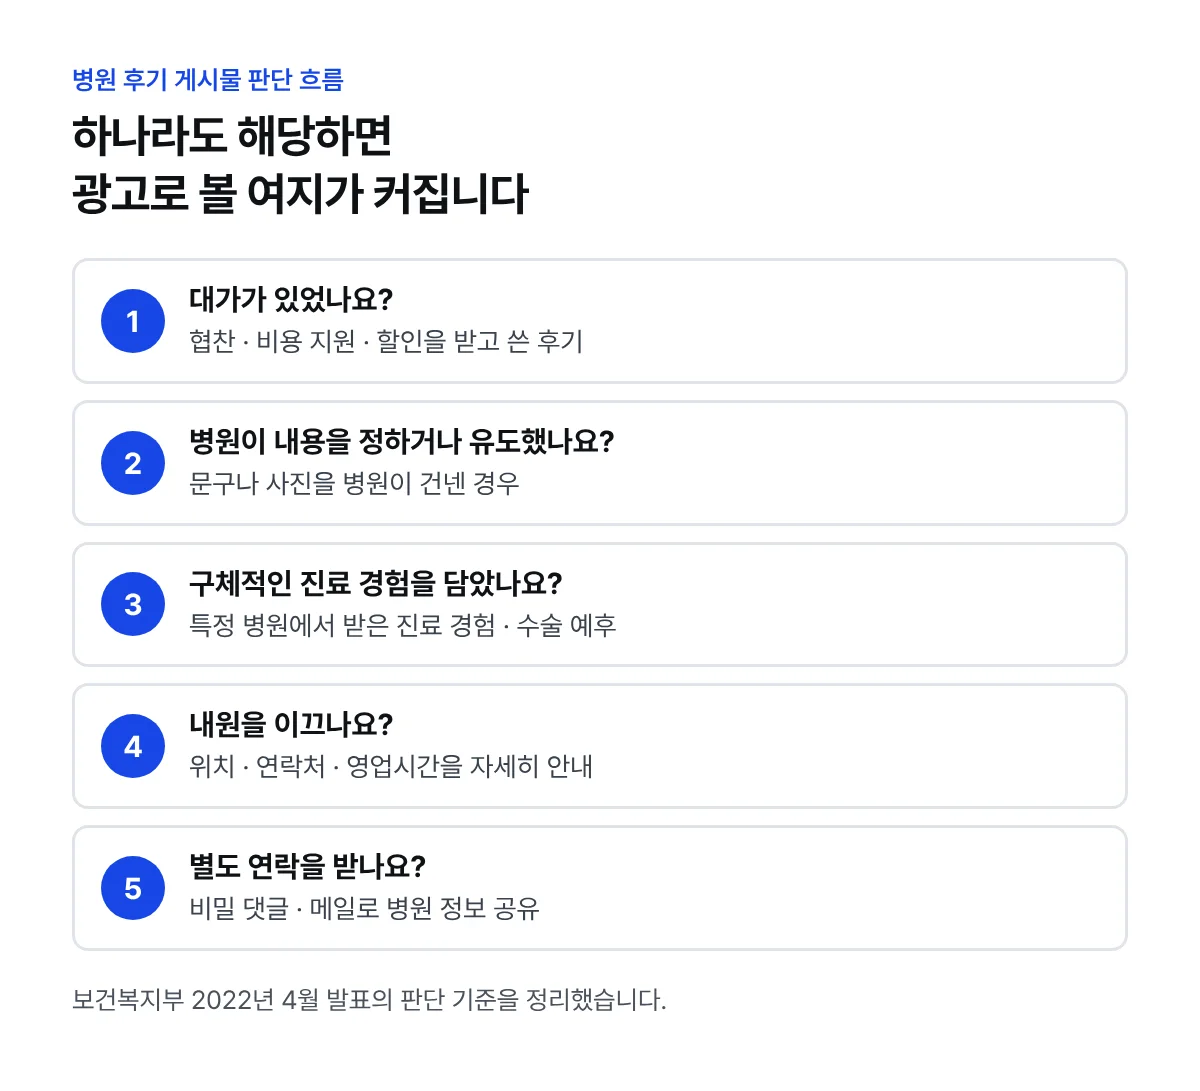 병원 후기 게시물 판단 흐름
하나라도 해당하면
광고로 볼 여지가 커집니다
1
대가가 있었나요?
협찬 · 비용 지원 · 할인을 받고 쓴 후기
2
병원이 내용을 정하거나 유도했나요?
문구나 사진을 병원이 건넨 경우
3
구체적인 진료 경험을 담았나요?
특정 병원에서 받은 진료 경험 · 수술 예후
4
내원을 이끄나요?
위치 · 연락처 · 영업시간을 자세히 안내
5
별도 연락을 받나요?
비밀 댓글 · 메일로 병원 정보 공유
보건복지부 2022년 4월 발표의 판단 기준을 정리했습니다.